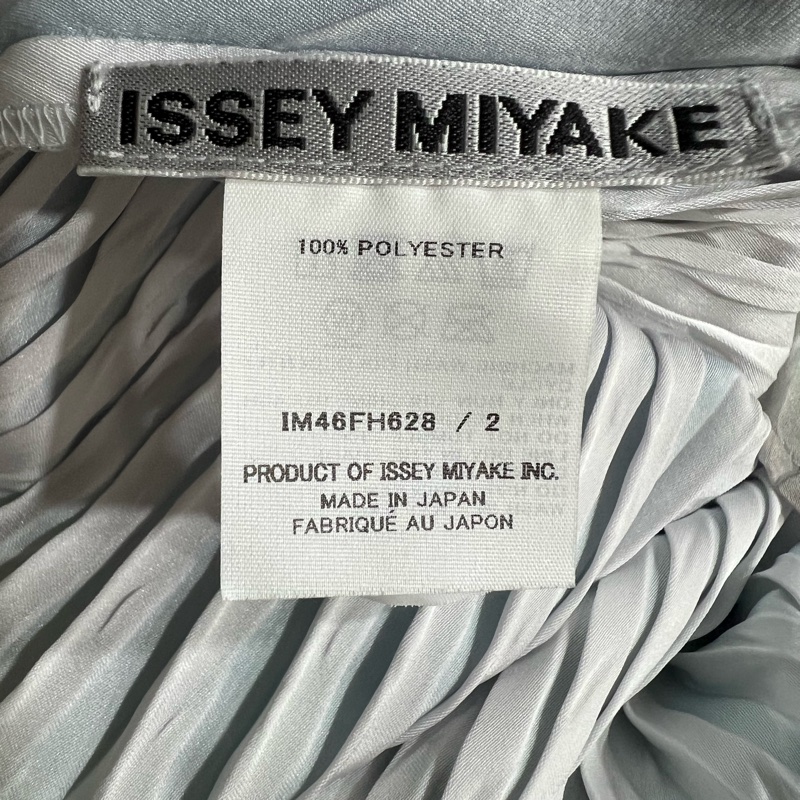 ISSEY MIYAKE
100% POLYESTER
IM46FH628 / 2
PRODUCT OF ISSEY MIYAKE INC.
MADE IN JAPAN
FABRIQUÉ AU JAPON